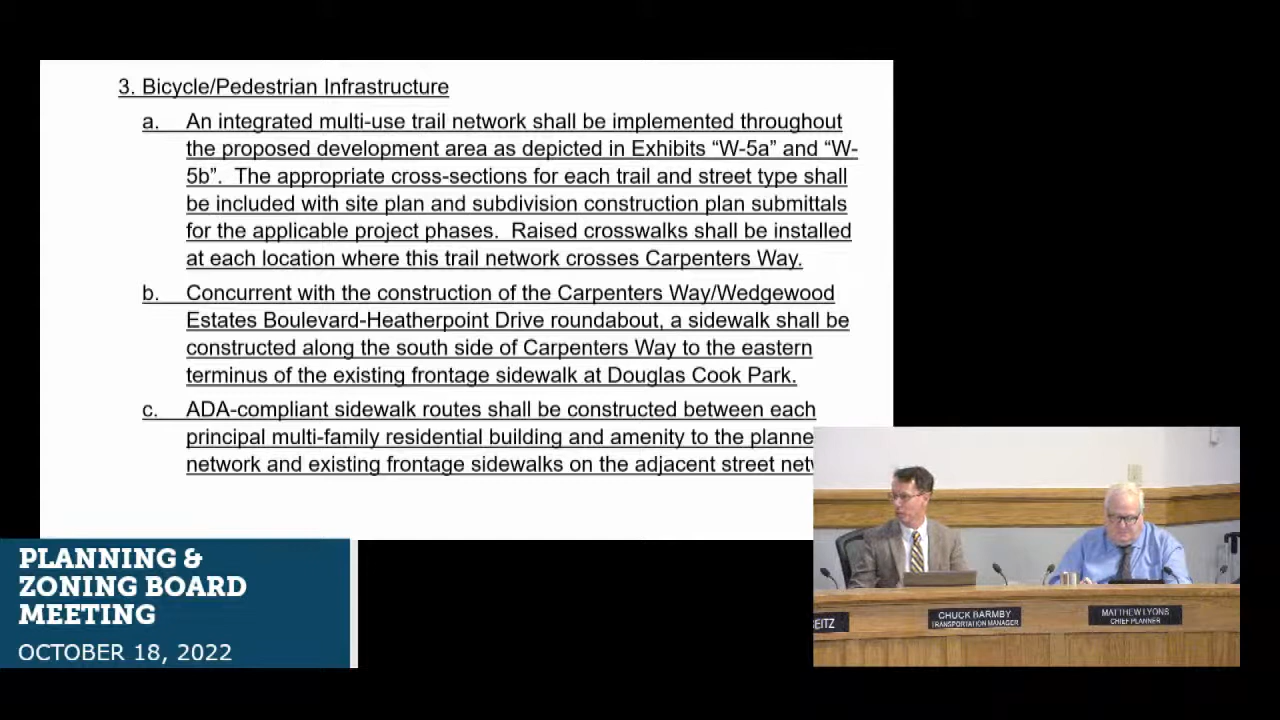 3. Bicycle/Pedestrian Infrastructure
a. An integrated multi-use trail network shall be implemented throughout
the proposed development area as depicted in Exhibits “W-5a” and “W-
5b”. The appropriate cross-sections for each trail and street type shall
be included with site plan and subdivision construction plan submittals
for the applicable project phases. Raised crosswalks shall be installed
at each location where this trail network crosses Carpenters Way.
b. Concurrent with the construction of the Carpenters Way/Wedgewood
Estates Boulevard-Heatherpoint Drive roundabout, a sidewalk shall be
constructed along the south side of Carpenters Way to the eastern
terminus of the existing frontage sidewalk at Douglas Cook Park.
c. ADA-compliant sidewalk routes shall be constructed between each
principal multi-family residential building and amenity to the planne
network and existing frontage sidewalks on the adjacent street net
PLANNING &
ZONING BOARD
MEETING
OCTOBER 18, 2022
EITZ
CHUCK BARMBY
TRANSPORTATION MANAGER
MATTHEW LYONS
CHIEF PLANNER